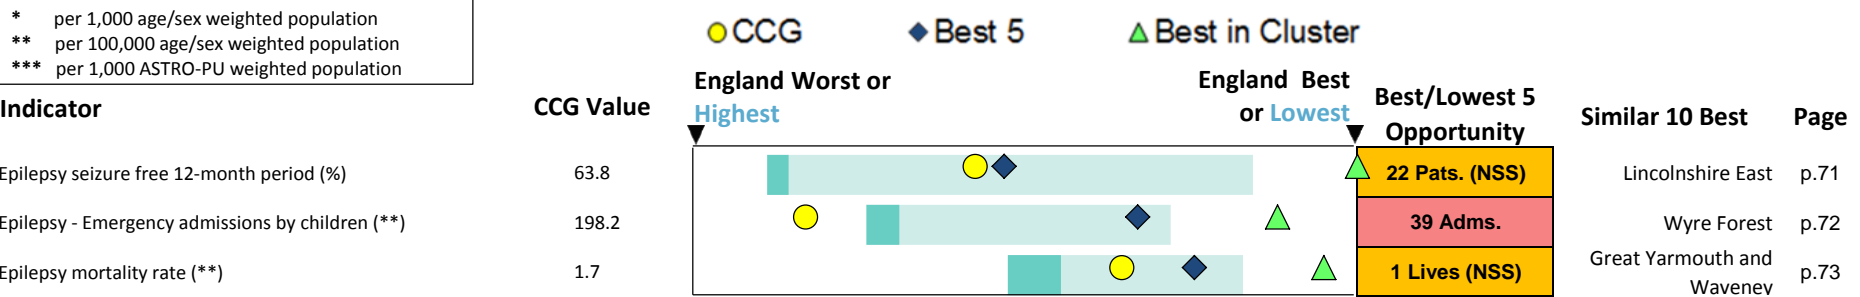 * per 1,000 age/sex weighted population
** per 100,000 age/sex weighted population
*** per 1,000 ASTRO-PU weighted population
CCG Best 5 Best in Cluster
Indicator CCG Value England Worst or Highest England Best or Lowest Best/Lowest 5 Opportunity Similar 10 Best Page
Epilepsy seizure free 12-month period (%) 63.8 22 Pats. (NSS) Lincolnshire East p.71
Epilepsy - Emergency admissions by children (**) 198.2 39 Adms. Wyre Forest p.72
Epilepsy mortality rate (**) 1.7 1 Lives (NSS) Great Yarmouth and Waveney p.73